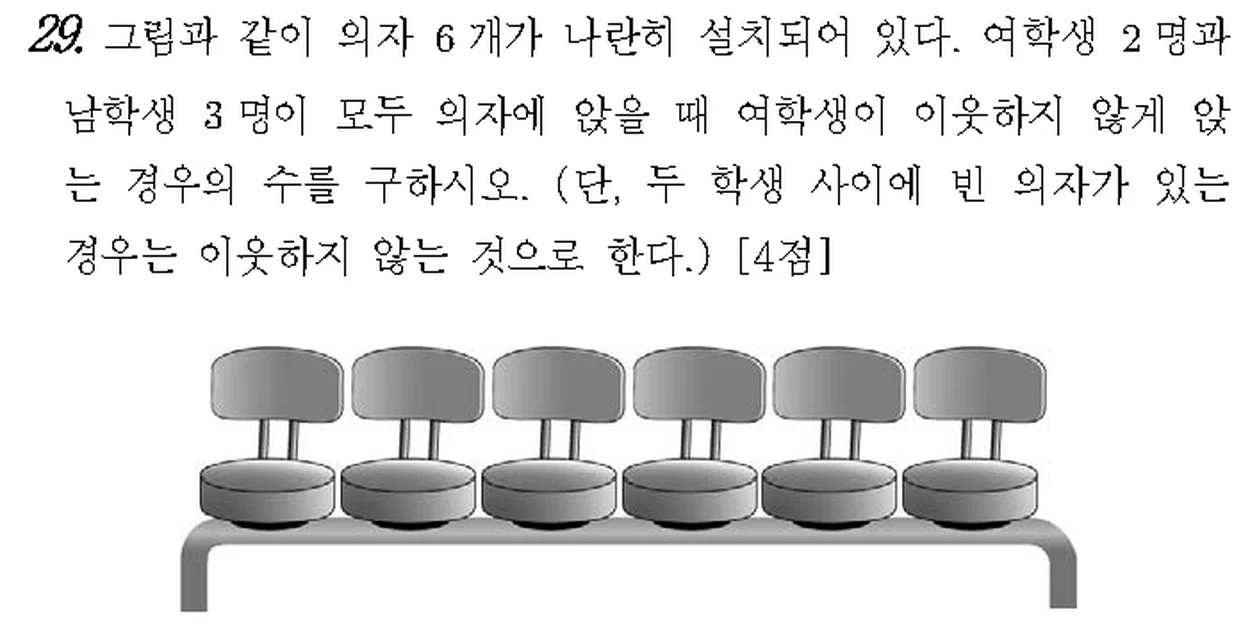 29. 그림과 같이 의자 6개가 나란히 설치되어 있다. 여학생 2명과
남학생 3명이 모두 의자에 앉을 때 여학생이 이웃하지 않게 앉
는 경우의 수를 구하시오. (단, 두 학생 사이에 빈 의자가 있는
경우는 이웃하지 않는 것으로 한다.) [4점]